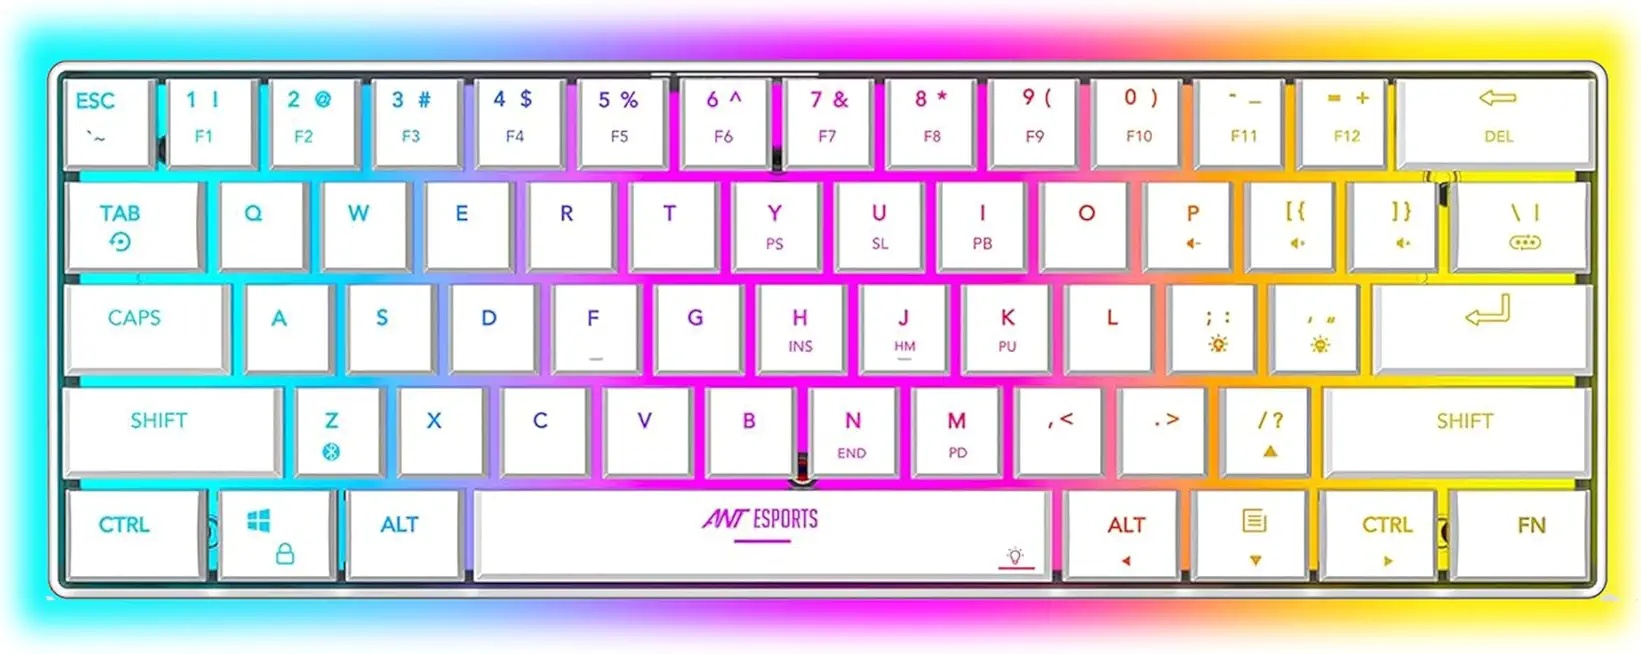 ESC 1 ! 2 @ 3 # 4 $ 5 % 6 ^ 7 & 8 * 9 ( 0 ) - _ = + ←
`~ F1 F2 F3 F4 F5 F6 F7 F8 F9 F10 F11 F12 DEL
TAB Q W E R T Y U I O P [ { ] } \ |
PS SL PB
CAPS A S D F G H J K L ; : ' "
INS HM PU
SHIFT Z X C V B N M , < . > / ? SHIFT
END PD
CTRL ALT ANT ESPORTS ALT CTRL FN